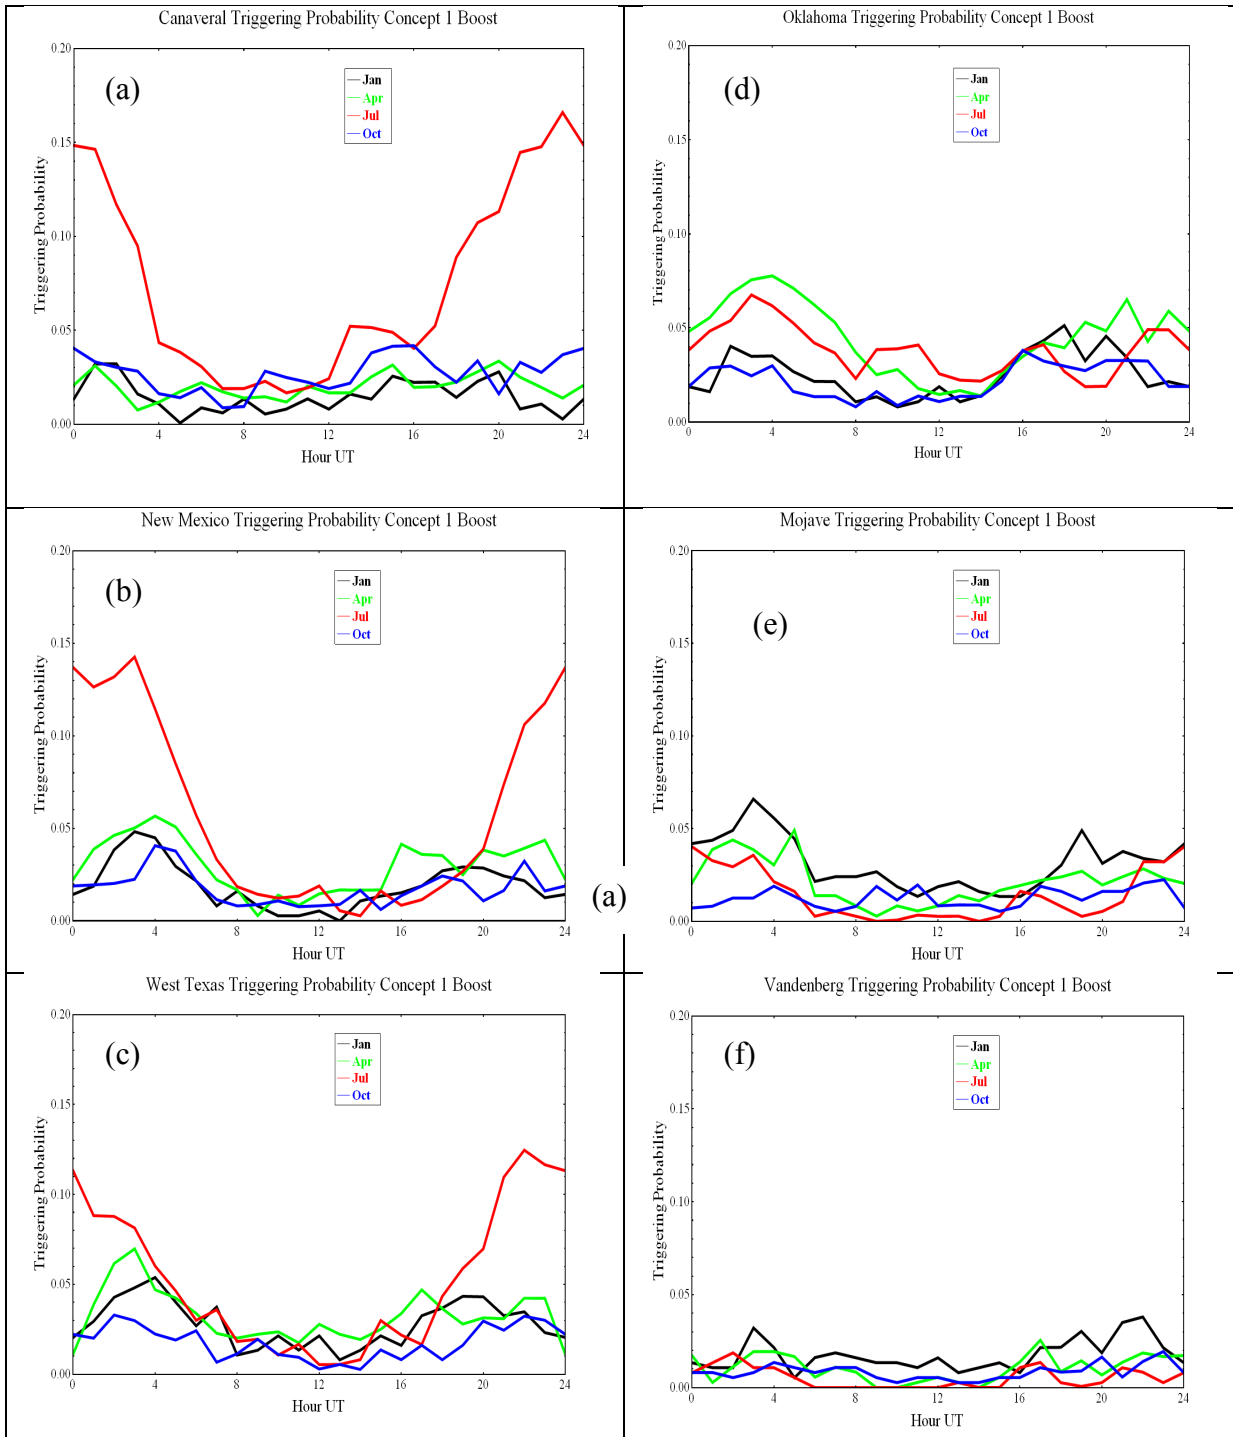 Canaveral Triggering Probability Concept 1 Boost
(a)
Jan
Apr
Jul
Oct
Triggering Probability
0.20
0.15
0.10
0.05
0.00
0 4 8 12 16 20 24
Hour UT
Oklahoma Triggering Probability Concept 1 Boost
(d)
Jan
Apr
Jul
Oct
Triggering Probability
0.20
0.15
0.10
0.05
0.00
0 4 8 12 16 20 24
Hour UT
New Mexico Triggering Probability Concept 1 Boost
(b)
Jan
Apr
Jul
Oct
Triggering Probability
0.20
0.15
0.10
0.05
0.00
0 4 8 12 16 20 24
Hour UT
(a)
Mojave Triggering Probability Concept 1 Boost
(e)
Jan
Apr
Jul
Oct
Triggering Probability
0.20
0.15
0.10
0.05
0.00
0 4 8 12 16 20 24
Hour UT
West Texas Triggering Probability Concept 1 Boost
(c)
Jan
Apr
Jul
Oct
Triggering Probability
0.20
0.15
0.10
0.05
0.00
0 4 8 12 16 20 24
Hour UT
Vandenberg Triggering Probability Concept 1 Boost
(f)
Jan
Apr
Jul
Oct
Triggering Probability
0.20
0.15
0.10
0.05
0.00
0 4 8 12 16 20 24
Hour UT